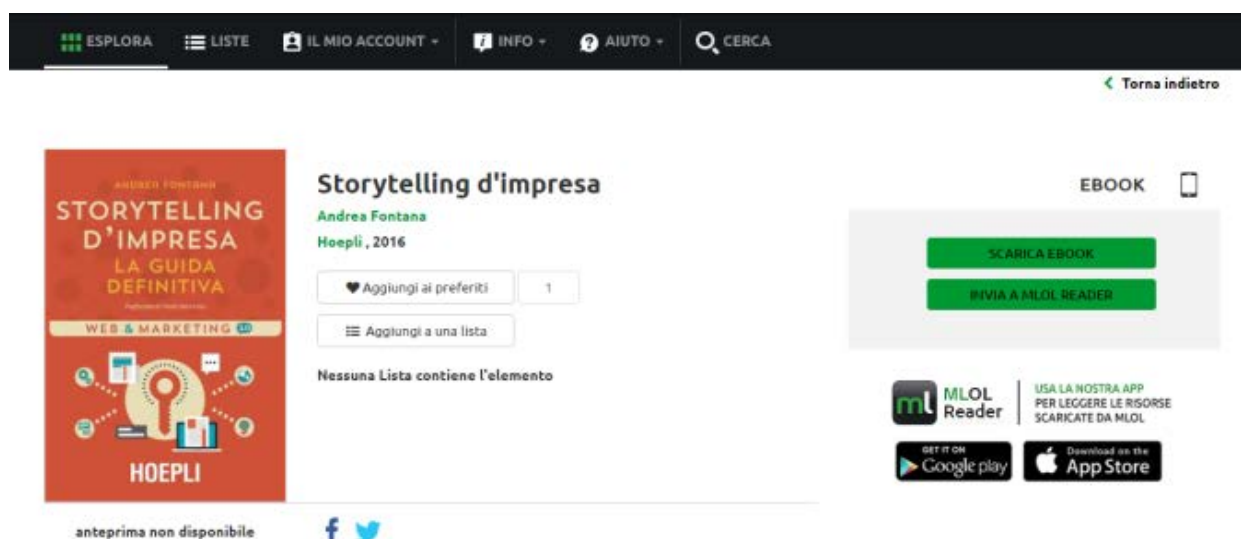 ESPLORA LISTE IL MIO ACCOUNT INFO AIUTO CERCA
Torna indietro
ANDREA FONTANA
STORYTELLING
D'IMPRESA
LA GUIDA
DEFINITIVA
WEB & MARKETING 2.0
HOEPLI
anteprima non disponibile
Storytelling d'impresa
Andrea Fontana
Hoepli , 2016
Aggiungi ai preferiti 1
Aggiungi a una lista
Nessuna Lista contiene l'elemento
EBOOK
SCARICA EBOOK
INVIA A MLOL READER
ml MLOL
Reader
USA LA NOSTRA APP
PER LEGGERE LE RISORSE
SCARICATE DA MLOL
GET IT ON
Google play
Download on the
App Store